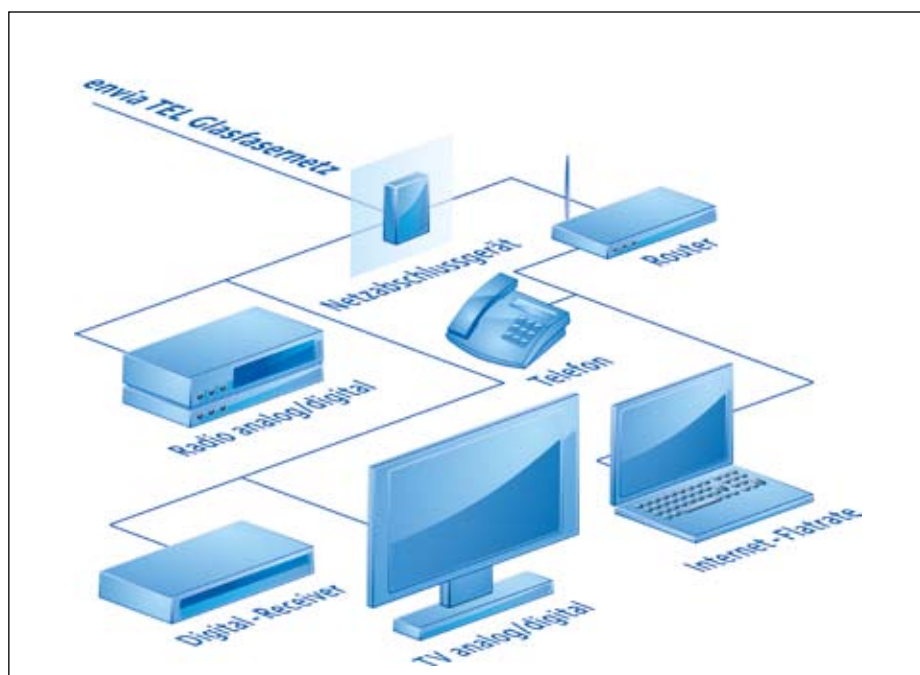 envia TEL Glasfasernetz
Netzabschlussgerät
Router
Telefon
Radio analog/digital
Internet-Flatrate
Digital-Receiver
TV analog/digital